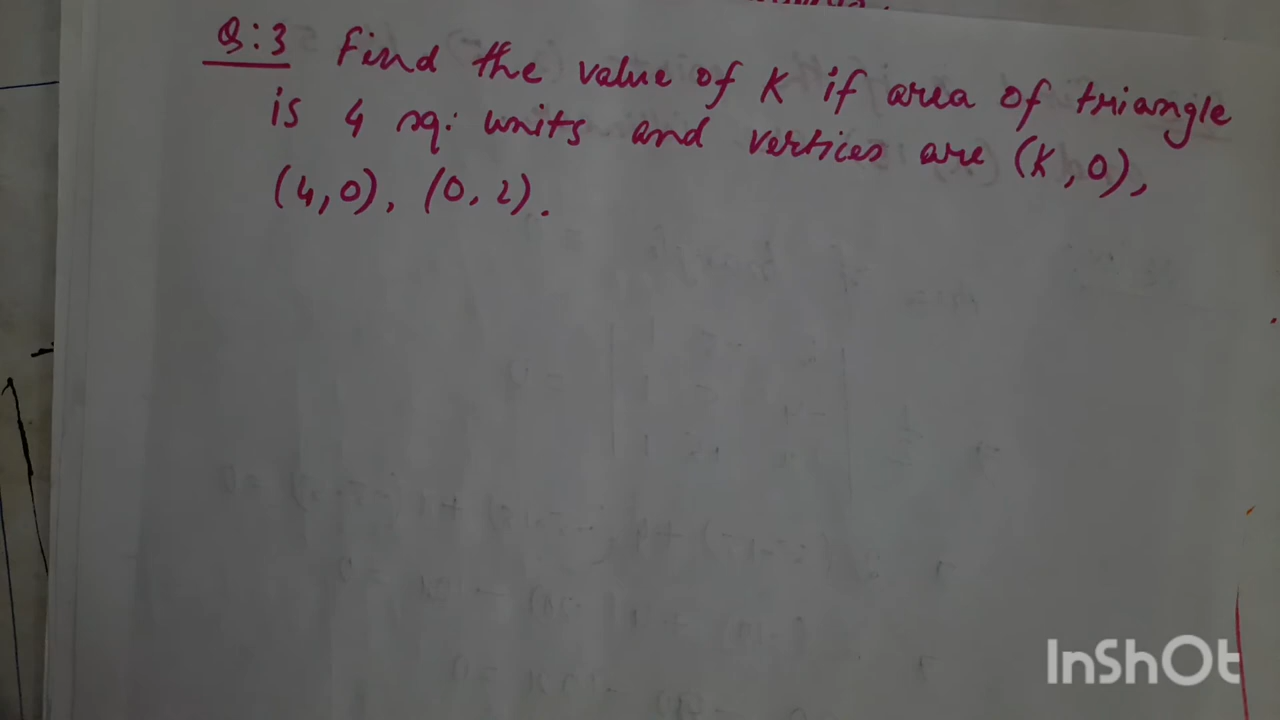 Q:3 Find the value of K if area of triangle
is 4 sq. units and vertices are (K,0),
(4,0), (0,2).
InShOt